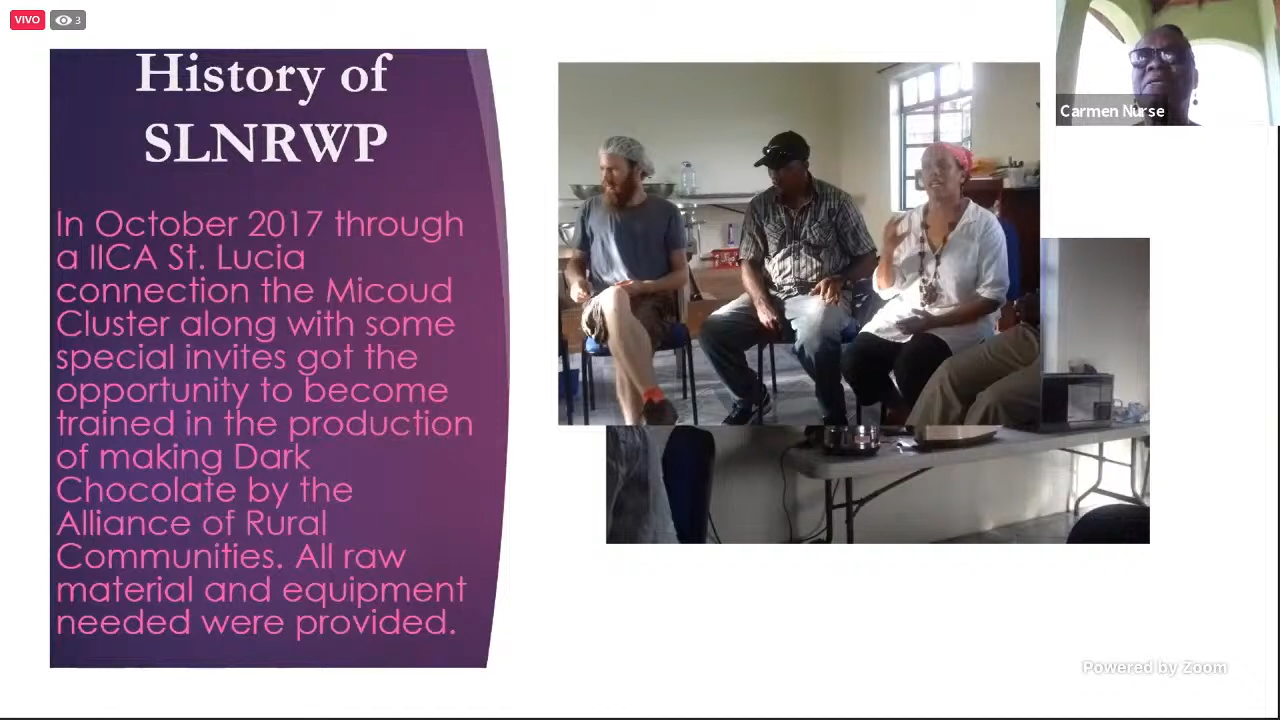 VIVO
3
History of
SLNRWP
In October 2017 through
a IICA St. Lucia
connection the Micoud
Cluster along with some
special invites got the
opportunity to become
trained in the production
of making Dark
Chocolate by the
Alliance of Rural
Communities. All raw
material and equipment
needed were provided.
Carmen Nurse
Powered by Zoom